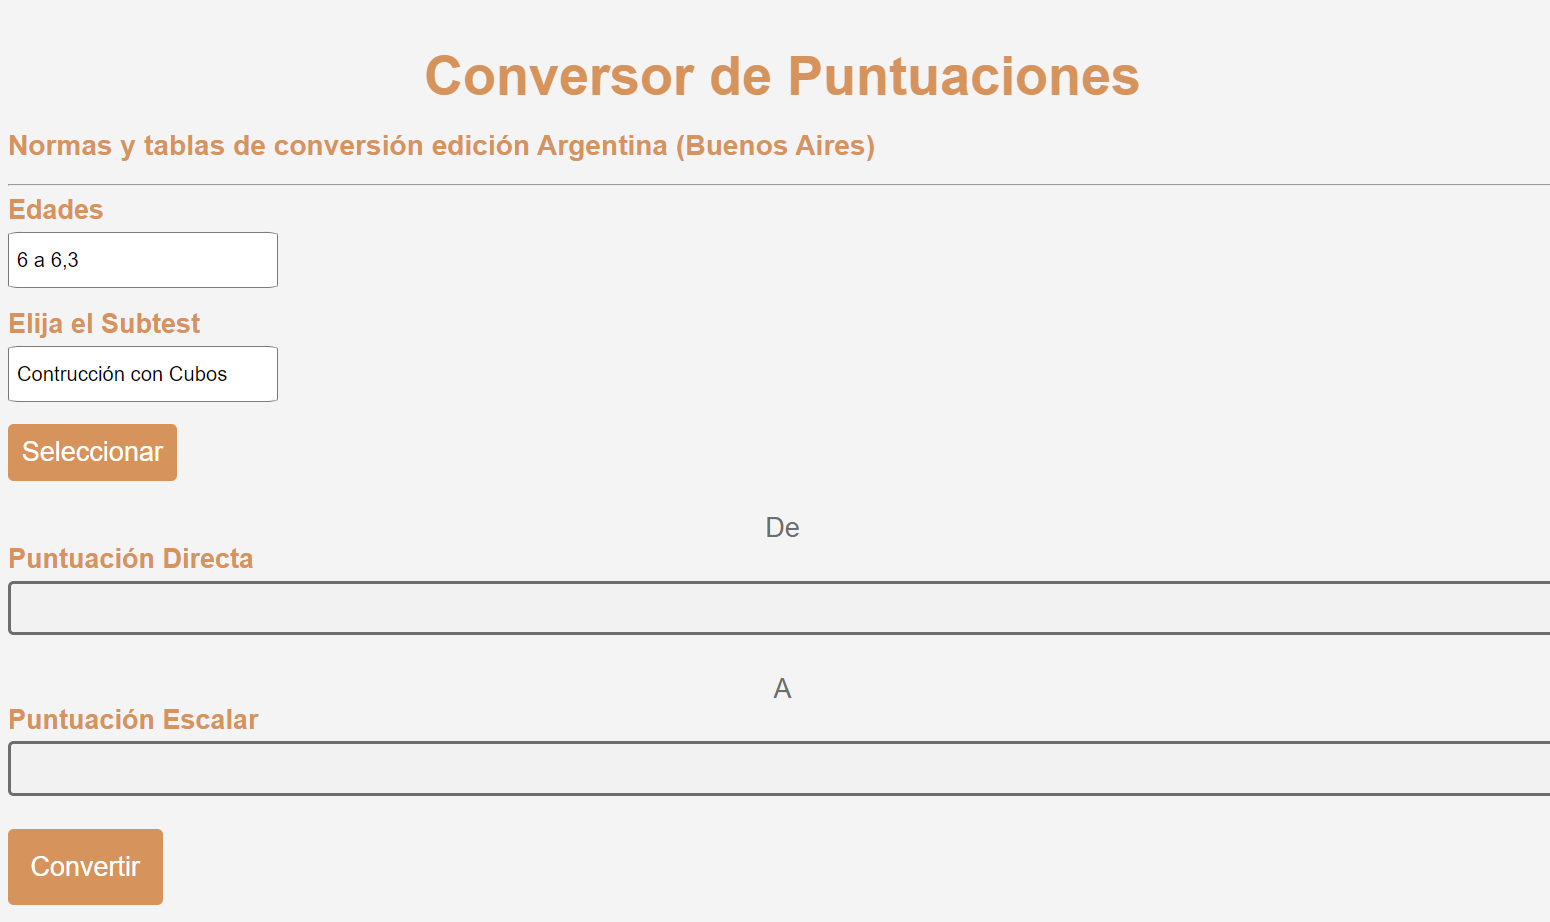 Conversor de Puntuaciones
Normas y tablas de conversión edición Argentina (Buenos Aires)
Edades
6 a 6,3
Elija el Subtest
Contrucción con Cubos
Seleccionar
De
Puntuación Directa
A
Puntuación Escalar
Convertir